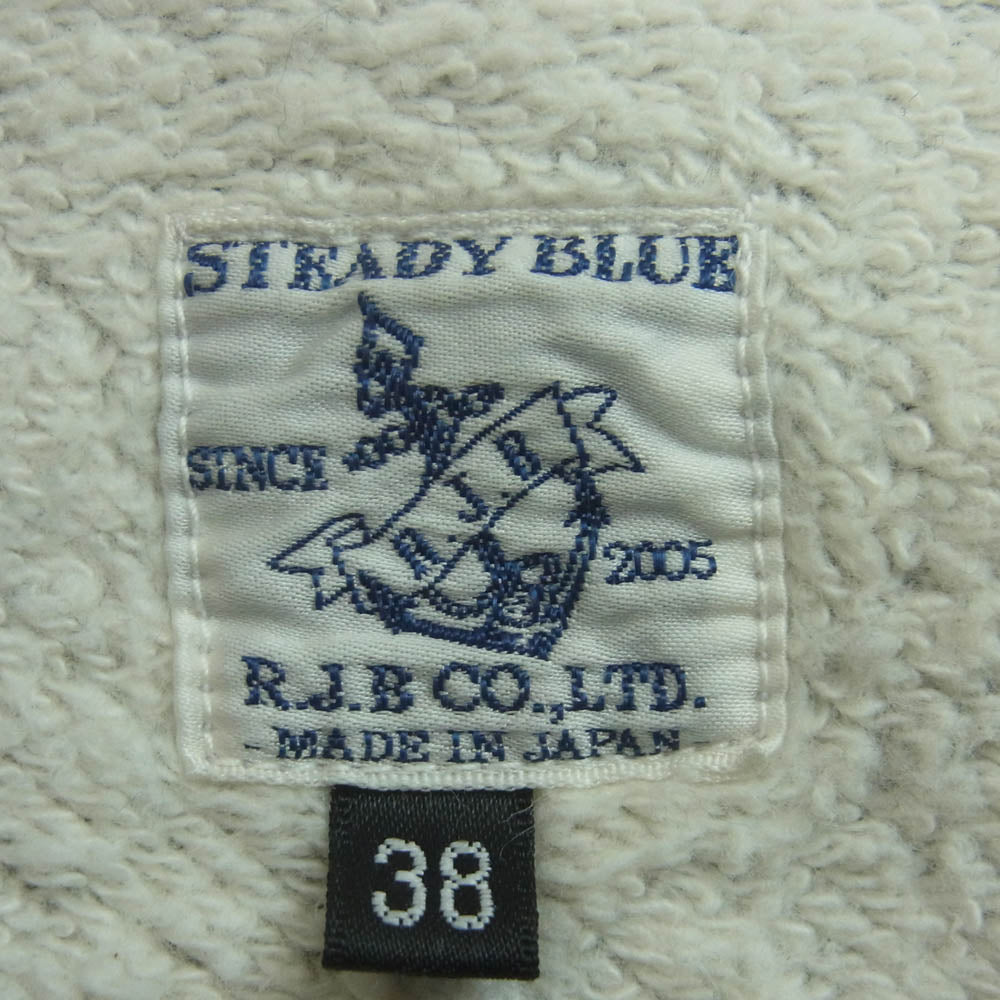 STEADY BLUE
SINCE
R.J.B
2005
R.J.B CO.,LTD.
- MADE IN JAPAN
38